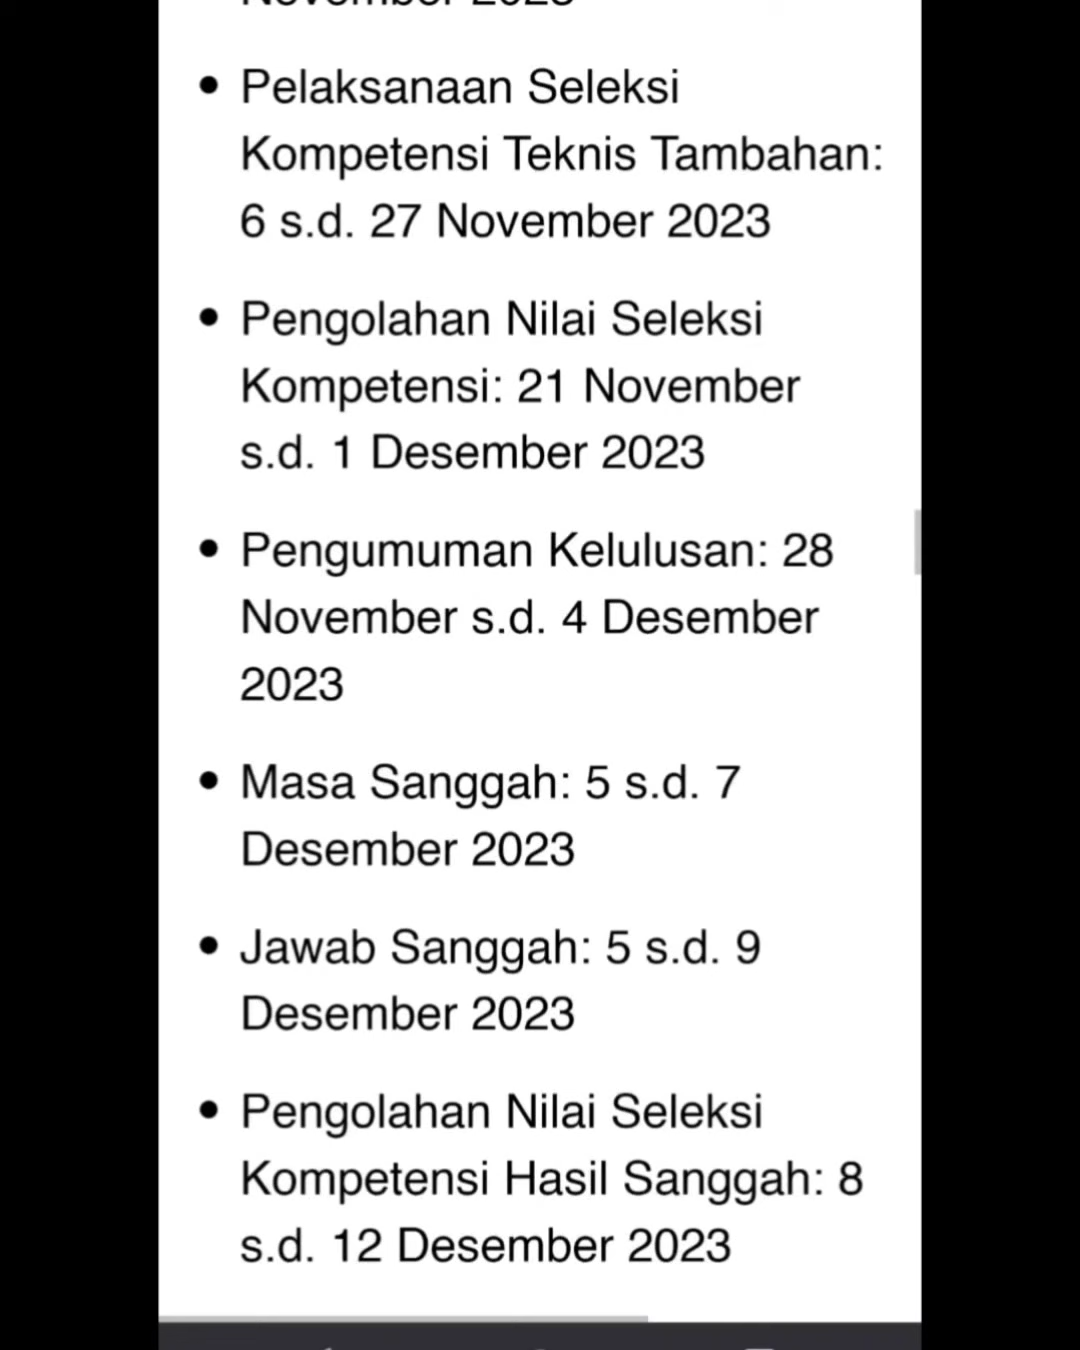 • Pelaksanaan Seleksi
Kompetensi Teknis Tambahan:
6 s.d. 27 November 2023
• Pengolahan Nilai Seleksi
Kompetensi: 21 November
s.d. 1 Desember 2023
• Pengumuman Kelulusan: 28
November s.d. 4 Desember
2023
• Masa Sanggah: 5 s.d. 7
Desember 2023
• Jawab Sanggah: 5 s.d. 9
Desember 2023
• Pengolahan Nilai Seleksi
Kompetensi Hasil Sanggah: 8
s.d. 12 Desember 2023